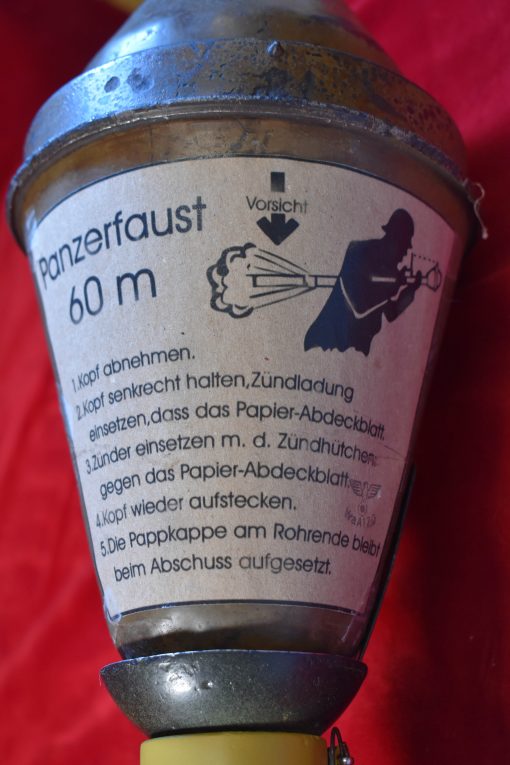 Vorsicht
Panzerfaust
60 m
1.Kopf abnehmen.
2.Kopf senkrecht halten,Zündladung
einsetzen,dass das Papier-Abdeckblatt.
3.Zünder einsetzen m. d. Zündhütchen
gegen das Papier-Abdeckblatt.
4.Kopf wieder aufstecken.
5.Die Pappkappe am Rohrende bleibt
beim Abschuss aufgesetzt.